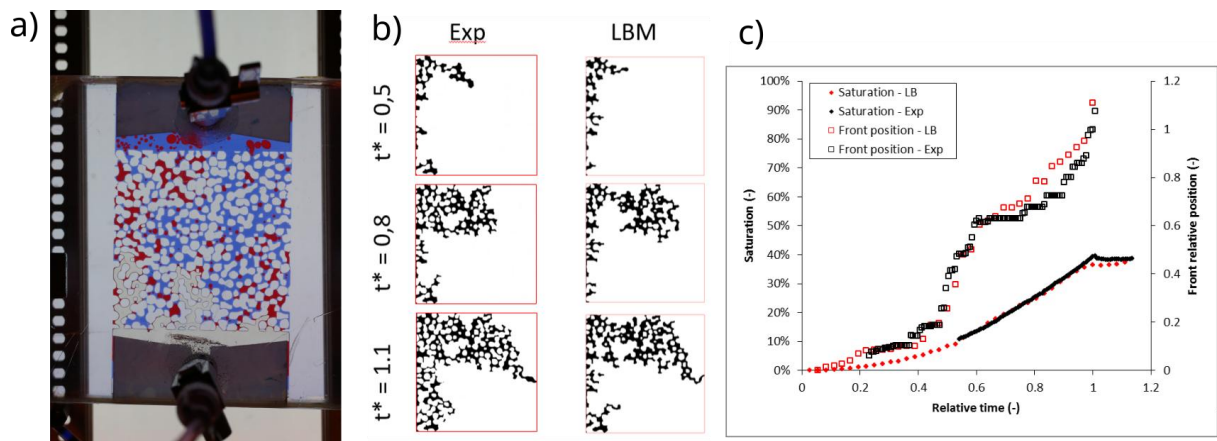 a)
b)
Exp
LBM
t* = 0,5
t* = 0,8
t* = 1.1
c)
Saturation - LB
Saturation - Exp
Front position - LB
Front position - Exp
100%
90%
80%
70%
60%
50%
40%
30%
20%
10%
0%
Saturation (-)
1.2
1
0.8
0.6
0.4
0.2
0
Front relative position (-)
0
0.2
0.4
0.6
0.8
1
1.2
Relative time (-)